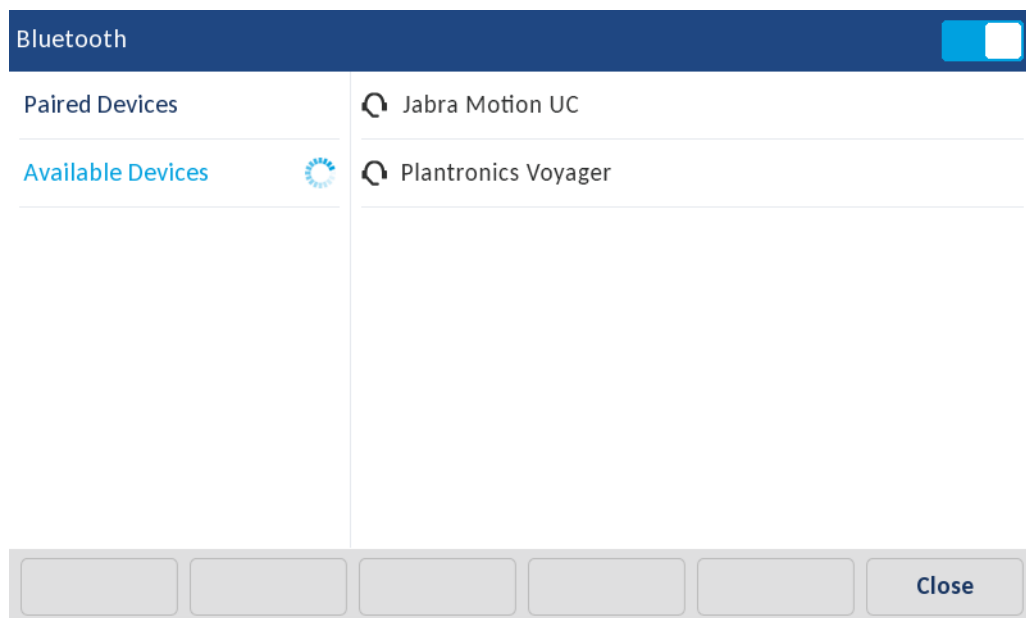 Bluetooth
Paired Devices
Available Devices
Jabra Motion UC
Plantronics Voyager
Close